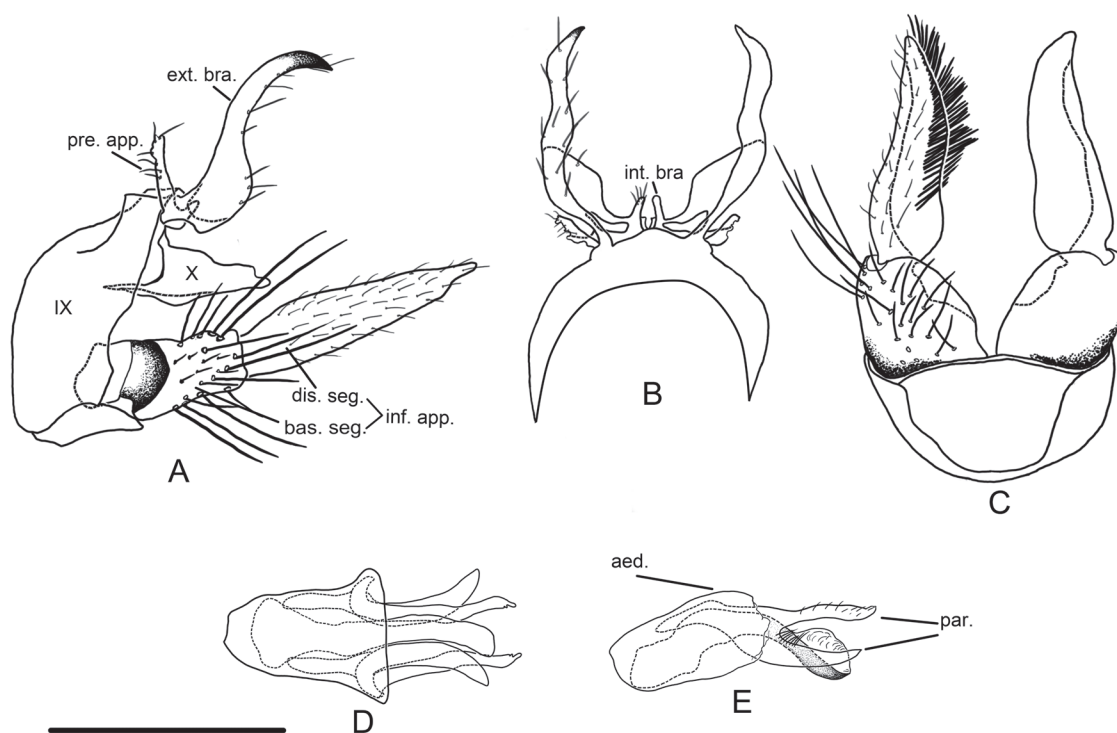 ext. bra.
pre. app.
X
IX
dis. seg.
bas. seg.
inf. app.
A
int. bra
B
C
D
aed.
par.
E